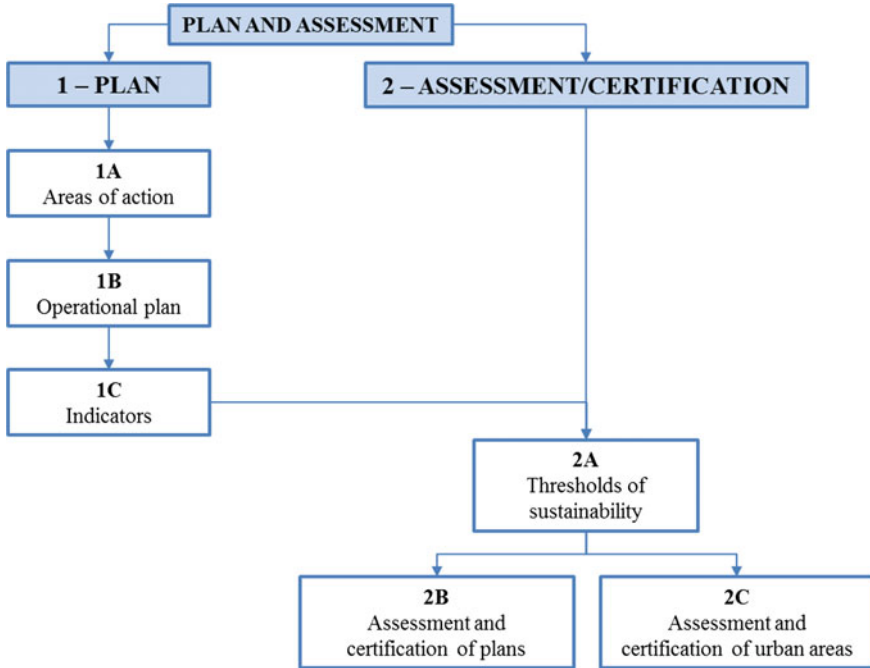 PLAN AND ASSESSMENT
1 – PLAN
2 – ASSESSMENT/CERTIFICATION
1A
Areas of action
1B
Operational plan
1C
Indicators
2A
Thresholds of
sustainability
2B
Assessment and
certification of plans
2C
Assessment and
certification of urban areas